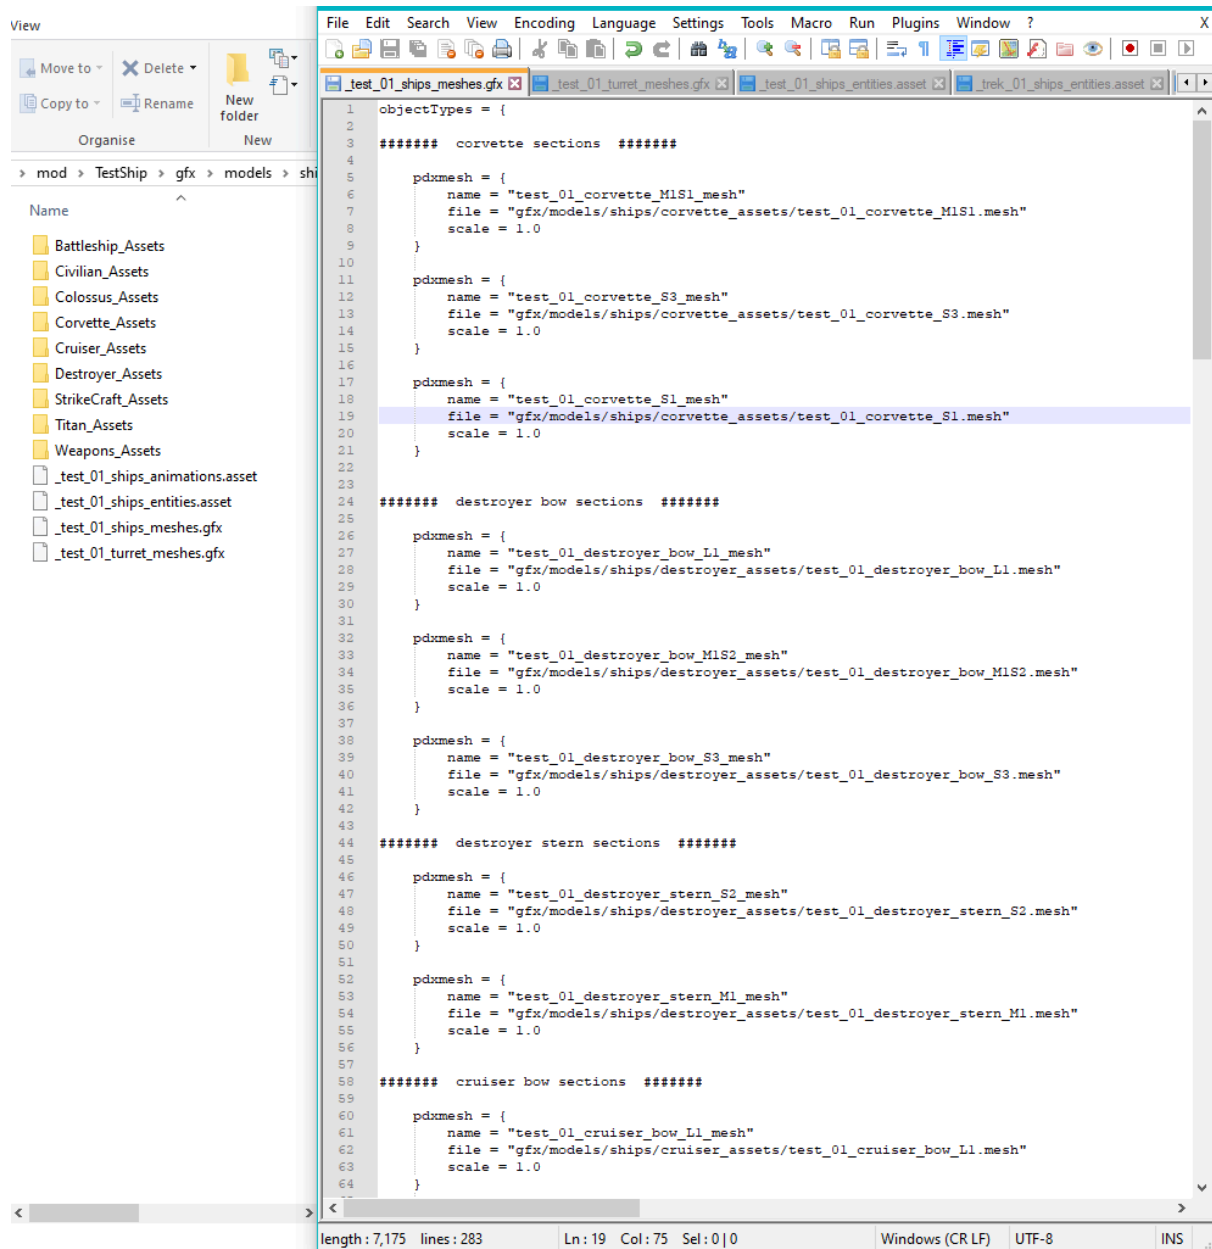 View
Move to
Delete
Copy to
Rename
New
folder
Organise
New
> mod > TestShip > gfx > models > shi
Name
Battleship_Assets
Civilian_Assets
Colossus_Assets
Corvette_Assets
Cruiser_Assets
Destroyer_Assets
StrikeCraft_Assets
Titan_Assets
Weapons_Assets
_test_01_ships_animations.asset
_test_01_ships_entities.asset
_test_01_ships_meshes.gfx
_test_01_turret_meshes.gfx
File Edit Search View Encoding Language Settings Tools Macro Run Plugins Window ? X
_test_01_ships_meshes.gfx _test_01_turret_meshes.gfx _test_01_ships_entities.asset _trek_01_ships_entities.asset
1 objectTypes = {
2
3 ####### corvette sections #######
4
5 pdxmesh = {
6 name = "test_01_corvette_M1S1_mesh"
7 file = "gfx/models/ships/corvette_assets/test_01_corvette_M1S1.mesh"
8 scale = 1.0
9 }
10
11 pdxmesh = {
12 name = "test_01_corvette_S3_mesh"
13 file = "gfx/models/ships/corvette_assets/test_01_corvette_S3.mesh"
14 scale = 1.0
15 }
16
17 pdxmesh = {
18 name = "test_01_corvette_S1_mesh"
19 file = "gfx/models/ships/corvette_assets/test_01_corvette_S1.mesh"
20 scale = 1.0
21 }
22
23
24 ####### destroyer bow sections #######
25
26 pdxmesh = {
27 name = "test_01_destroyer_bow_L1_mesh"
28 file = "gfx/models/ships/destroyer_assets/test_01_destroyer_bow_L1.mesh"
29 scale = 1.0
30 }
31
32 pdxmesh = {
33 name = "test_01_destroyer_bow_M1S2_mesh"
34 file = "gfx/models/ships/destroyer_assets/test_01_destroyer_bow_M1S2.mesh"
35 scale = 1.0
36 }
37
38 pdxmesh = {
39 name = "test_01_destroyer_bow_S3_mesh"
40 file = "gfx/models/ships/destroyer_assets/test_01_destroyer_bow_S3.mesh"
41 scale = 1.0
42 }
43
44 ####### destroyer stern sections #######
45
46 pdxmesh = {
47 name = "test_01_destroyer_stern_S2_mesh"
48 file = "gfx/models/ships/destroyer_assets/test_01_destroyer_stern_S2.mesh"
49 scale = 1.0
50 }
51
52 pdxmesh = {
53 name = "test_01_destroyer_stern_M1_mesh"
54 file = "gfx/models/ships/destroyer_assets/test_01_destroyer_stern_M1.mesh"
55 scale = 1.0
56 }
57
58 ####### cruiser bow sections #######
59
60 pdxmesh = {
61 name = "test_01_cruiser_bow_L1_mesh"
62 file = "gfx/models/ships/cruiser_assets/test_01_cruiser_bow_L1.mesh"
63 scale = 1.0
64 }
length : 7,175 lines : 283 Ln : 19 Col : 75 Sel : 0 | 0 Windows (CR LF) UTF-8 INS